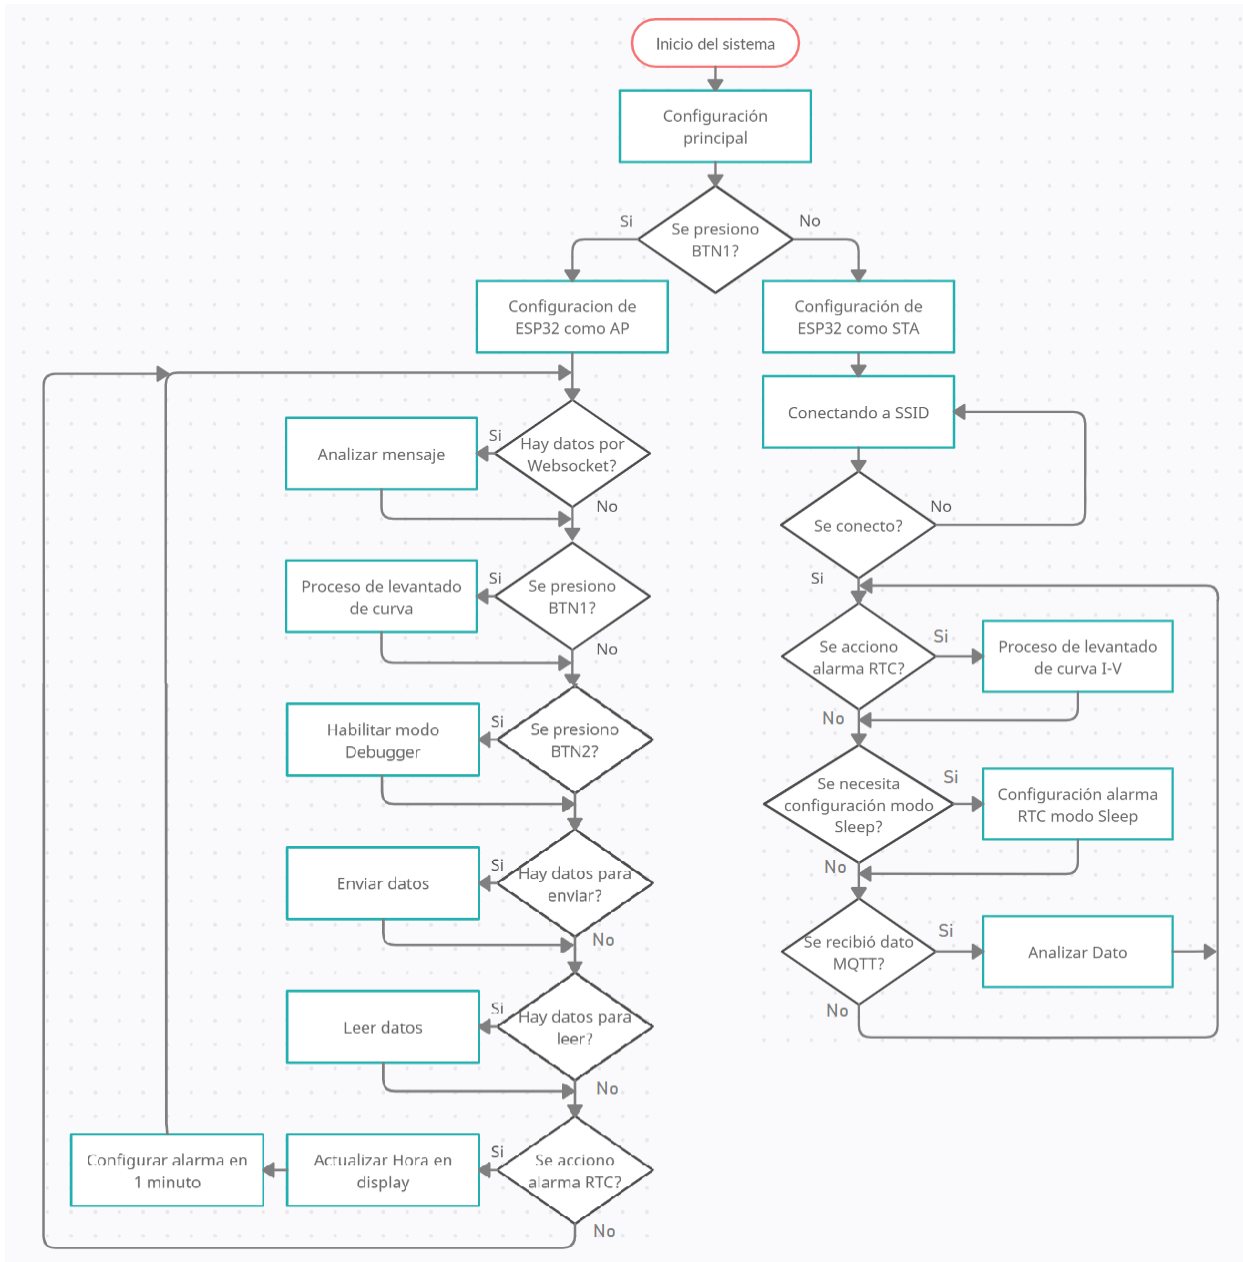 Inicio del sistema
Configuración
principal
Se presiono
BTN1?
Si
No
Configuracion de
ESP32 como AP
Hay datos por
Websocket?
Si
Analizar mensaje
No
Se presiono
BTN1?
Si
Proceso de levantado
de curva
No
Se presiono
BTN2?
Si
Habilitar modo
Debugger
Hay datos para
enviar?
Si
Enviar datos
No
Hay datos para
leer?
Si
Leer datos
No
Se acciono
alarma RTC?
Si
Actualizar Hora en
display
Configurar alarma en
1 minuto
No
Configuración de
ESP32 como STA
Conectando a SSID
Se conecto?
No
Si
Se acciono
alarma RTC?
Si
Proceso de levantado
de curva I-V
No
Se necesita
configuración modo
Sleep?
Si
Configuración alarma
RTC modo Sleep
No
Se recibió dato
MQTT?
Si
Analizar Dato
No